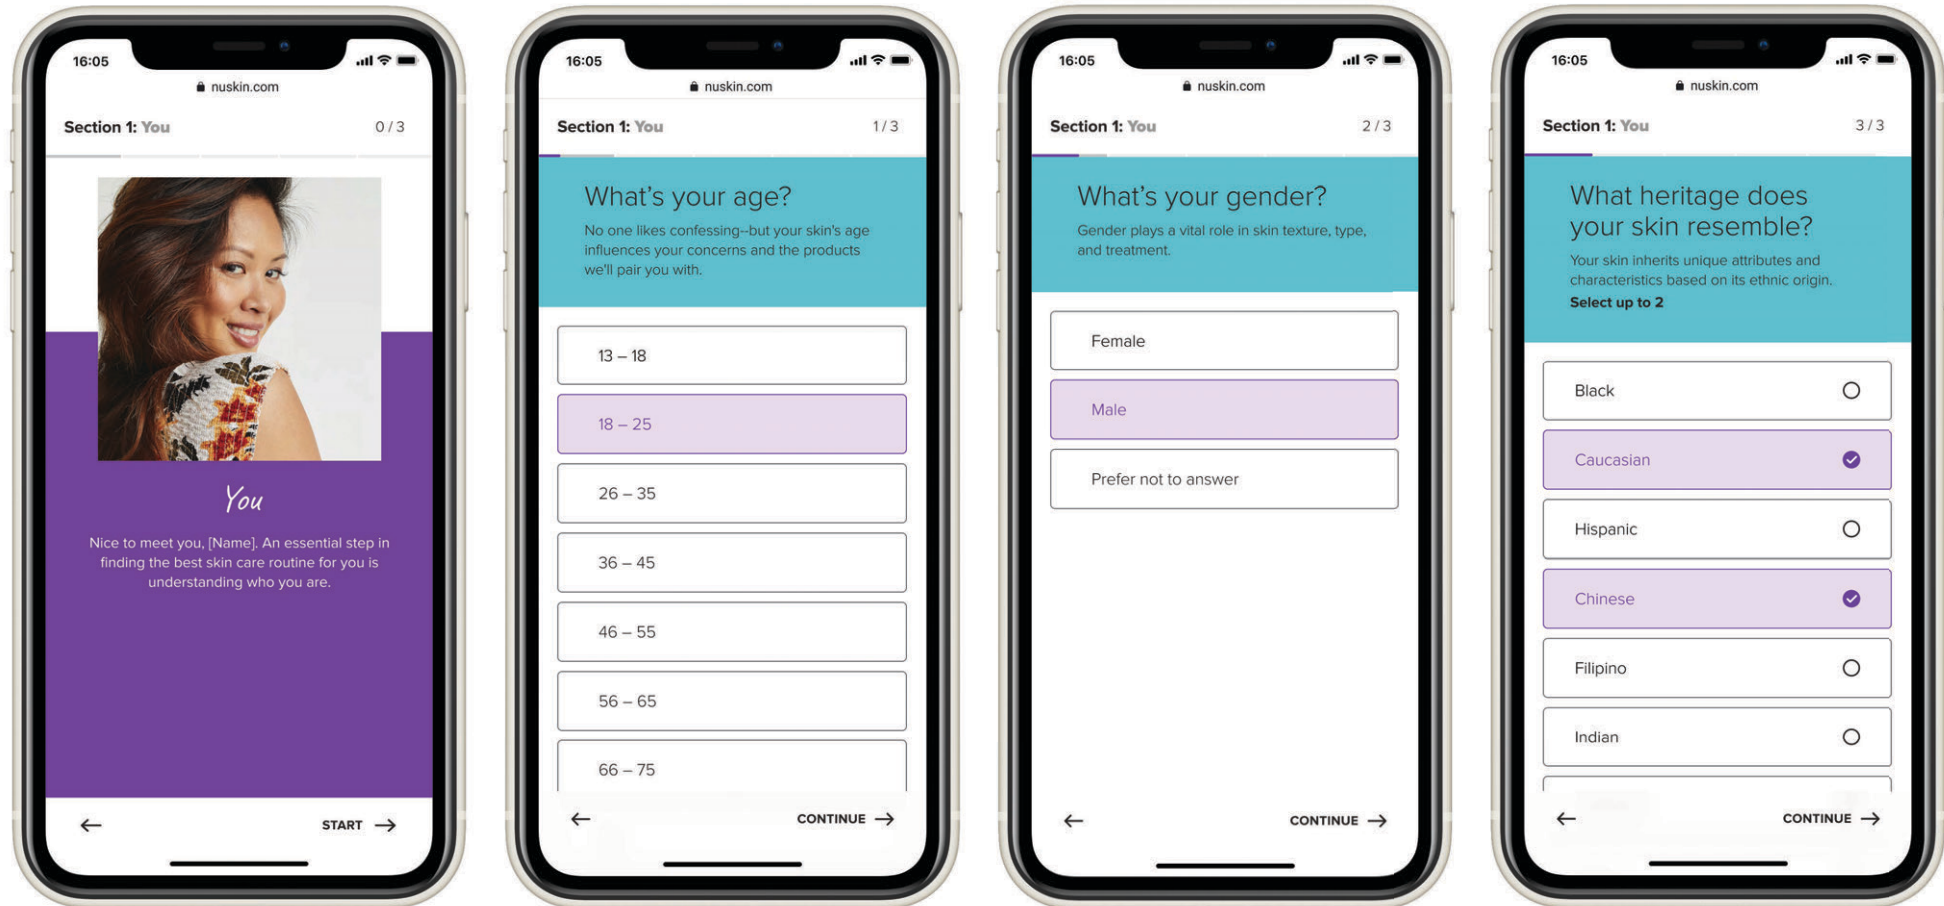 16:05
nuskin.com
Section 1: You
0 / 3
You
Nice to meet you, [Name]. An essential step in
finding the best skin care routine for you is
understanding who you are.
START
16:05
nuskin.com
Section 1: You
1 / 3
What's your age?
No one likes confessing--but your skin's age
influences your concerns and the products
we'll pair you with.
13 – 18
18 – 25
26 – 35
36 – 45
46 – 55
56 – 65
66 – 75
CONTINUE
16:05
nuskin.com
Section 1: You
2 / 3
What's your gender?
Gender plays a vital role in skin texture, type,
and treatment.
Female
Male
Prefer not to answer
CONTINUE
16:05
nuskin.com
Section 1: You
3 / 3
What heritage does
your skin resemble?
Your skin inherits unique attributes and
characteristics based on its ethnic origin.
Select up to 2
Black
Caucasian
Hispanic
Chinese
Filipino
Indian
CONTINUE